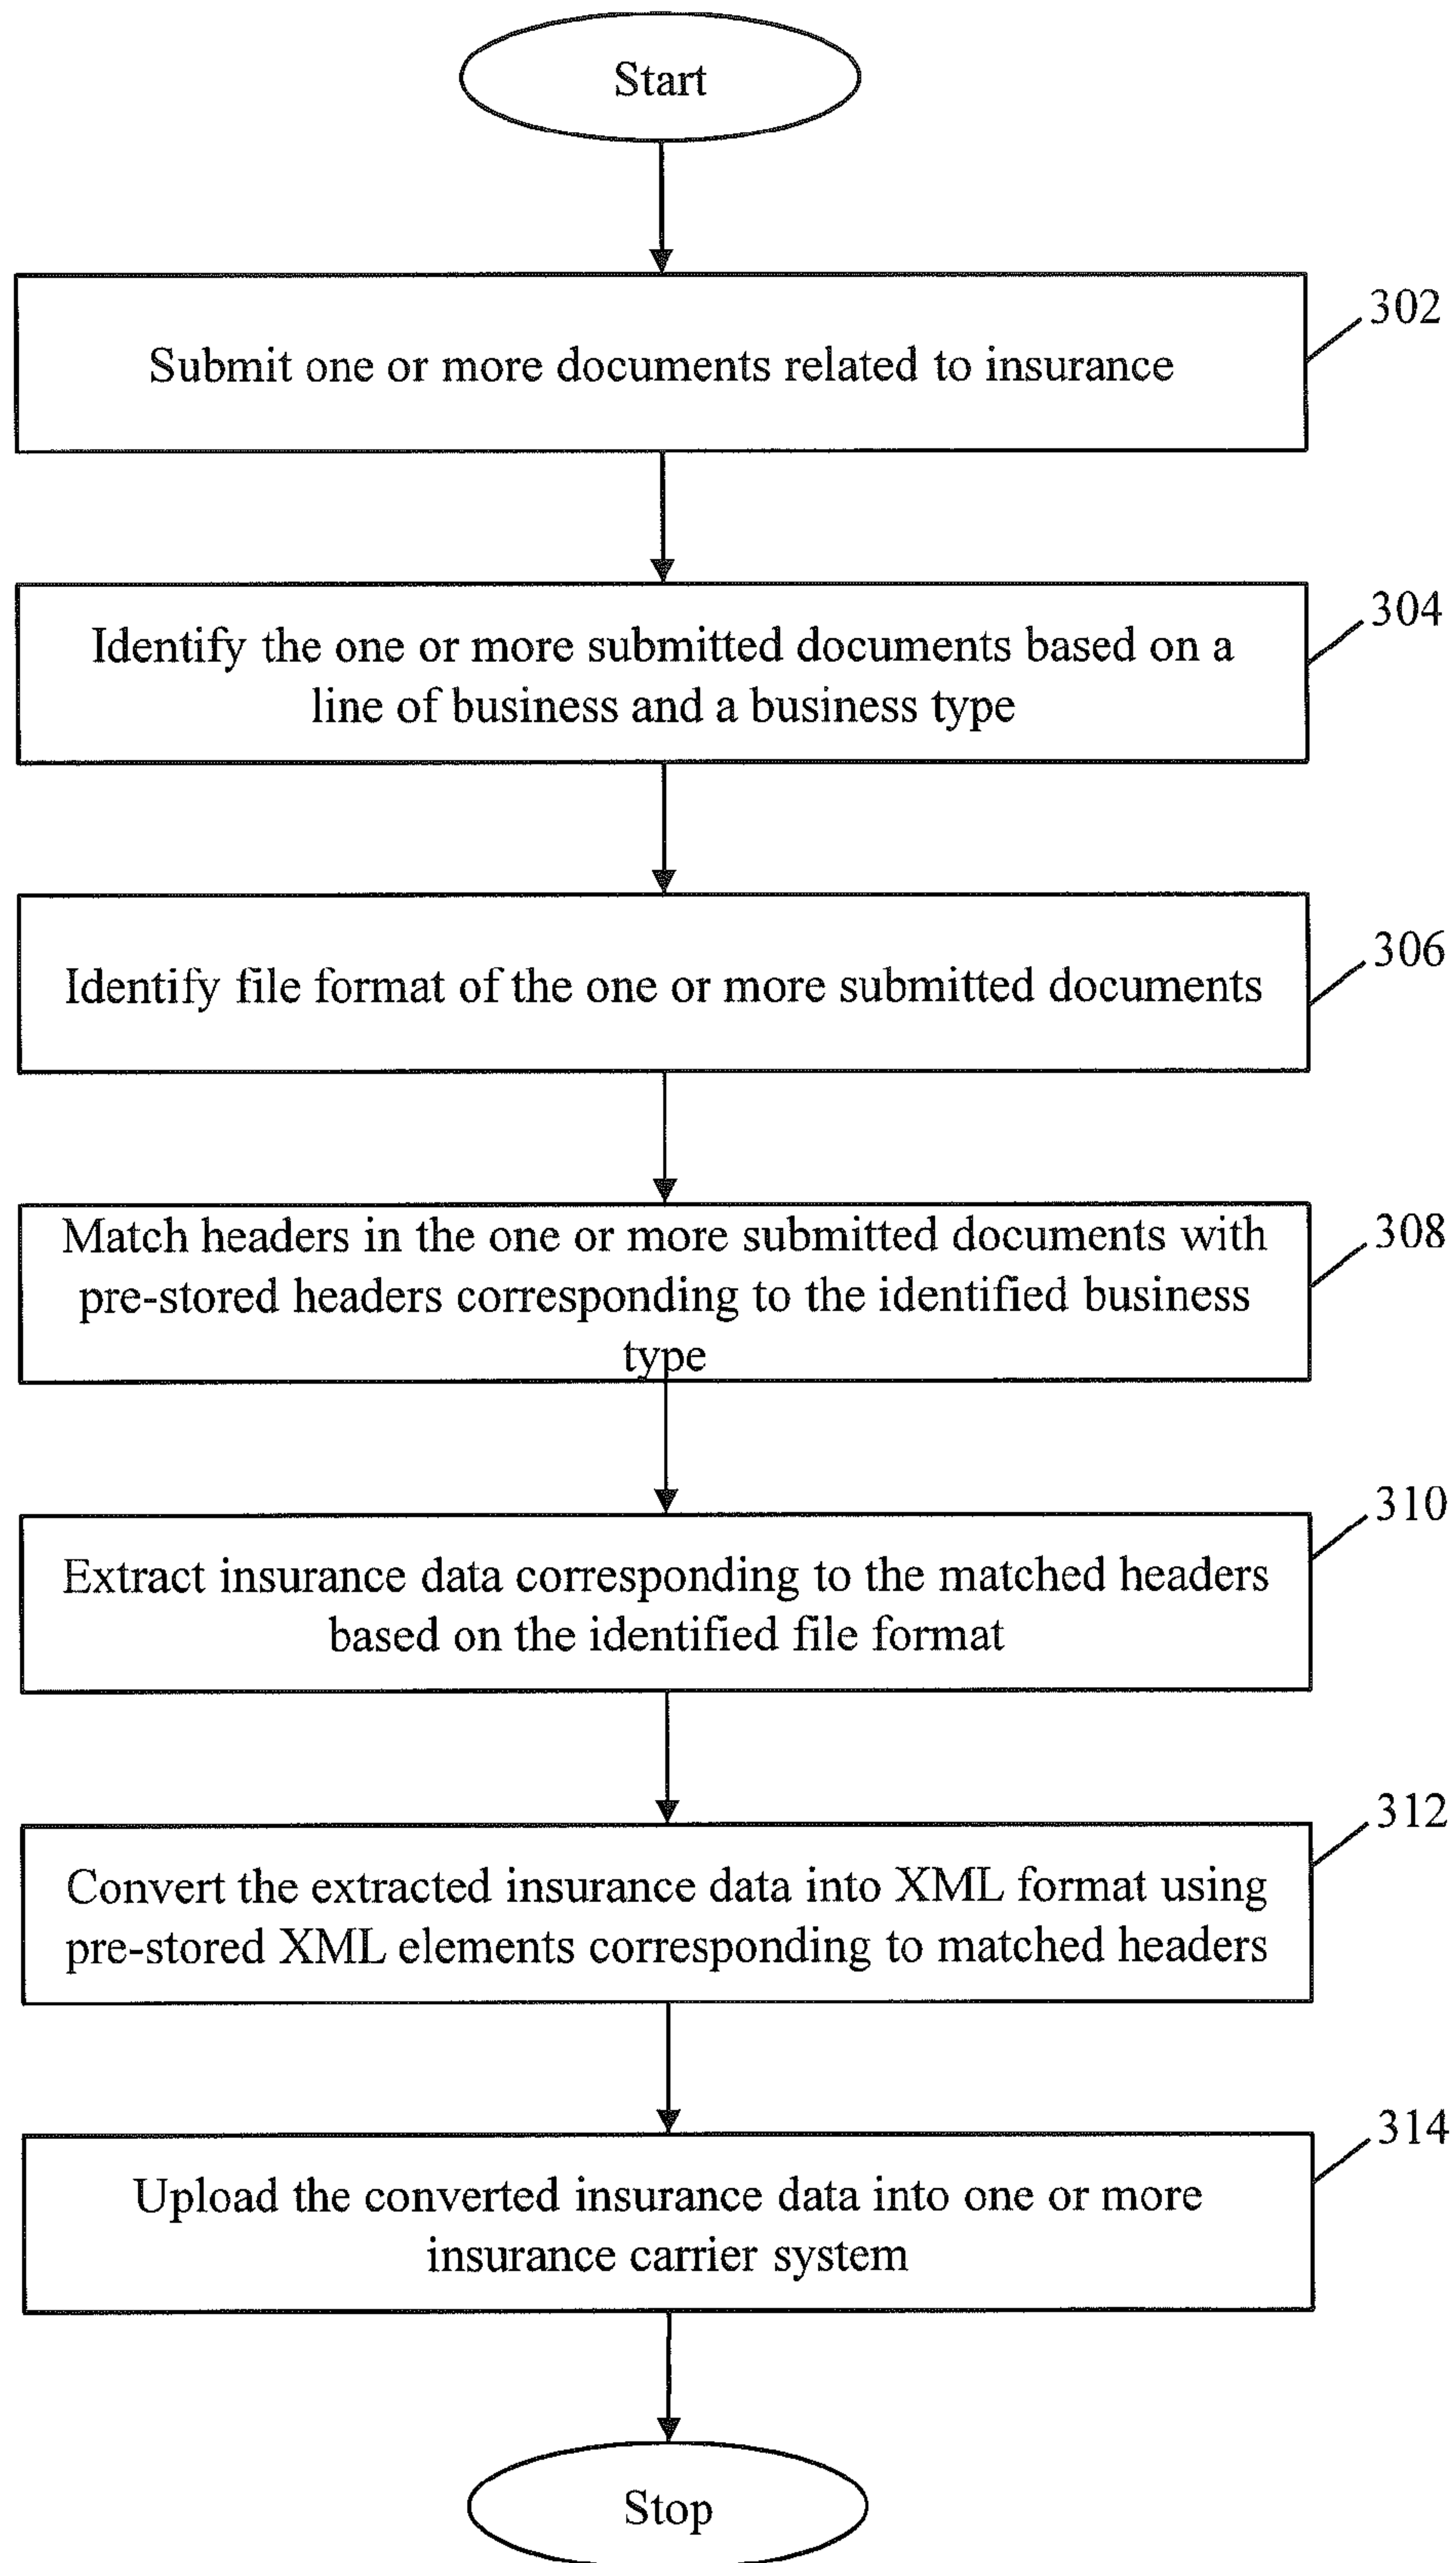 Start
302
Submit one or more documents related to insurance
304
Identify the one or more submitted documents based on a
line of business and a business type
306
Identify file format of the one or more submitted documents
308
Match headers in the one or more submitted documents with
pre-stored headers corresponding to the identified business
type
310
Extract insurance data corresponding to the matched headers
based on the identified file format
312
Convert the extracted insurance data into XML format using
pre-stored XML elements corresponding to matched headers
314
Upload the converted insurance data into one or more
insurance carrier system
Stop